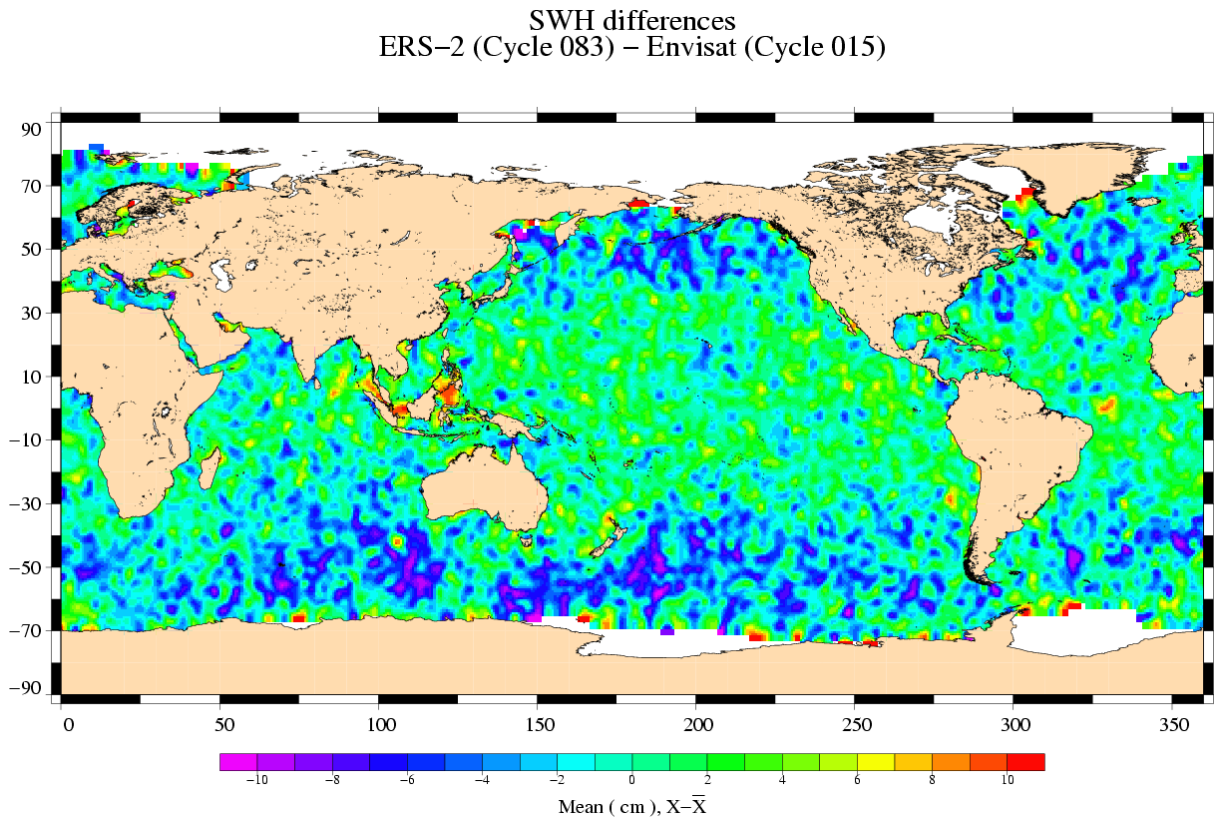 SWH differences
ERS−2 (Cycle 083) − Envisat (Cycle 015)
90
70
50
30
10
−10
−30
−50
−70
−90
0 50 100 150 200 250 300 350
−10 −8 −6 −4 −2 0 2 4 6 8 10
Mean ( cm ), X−X̅